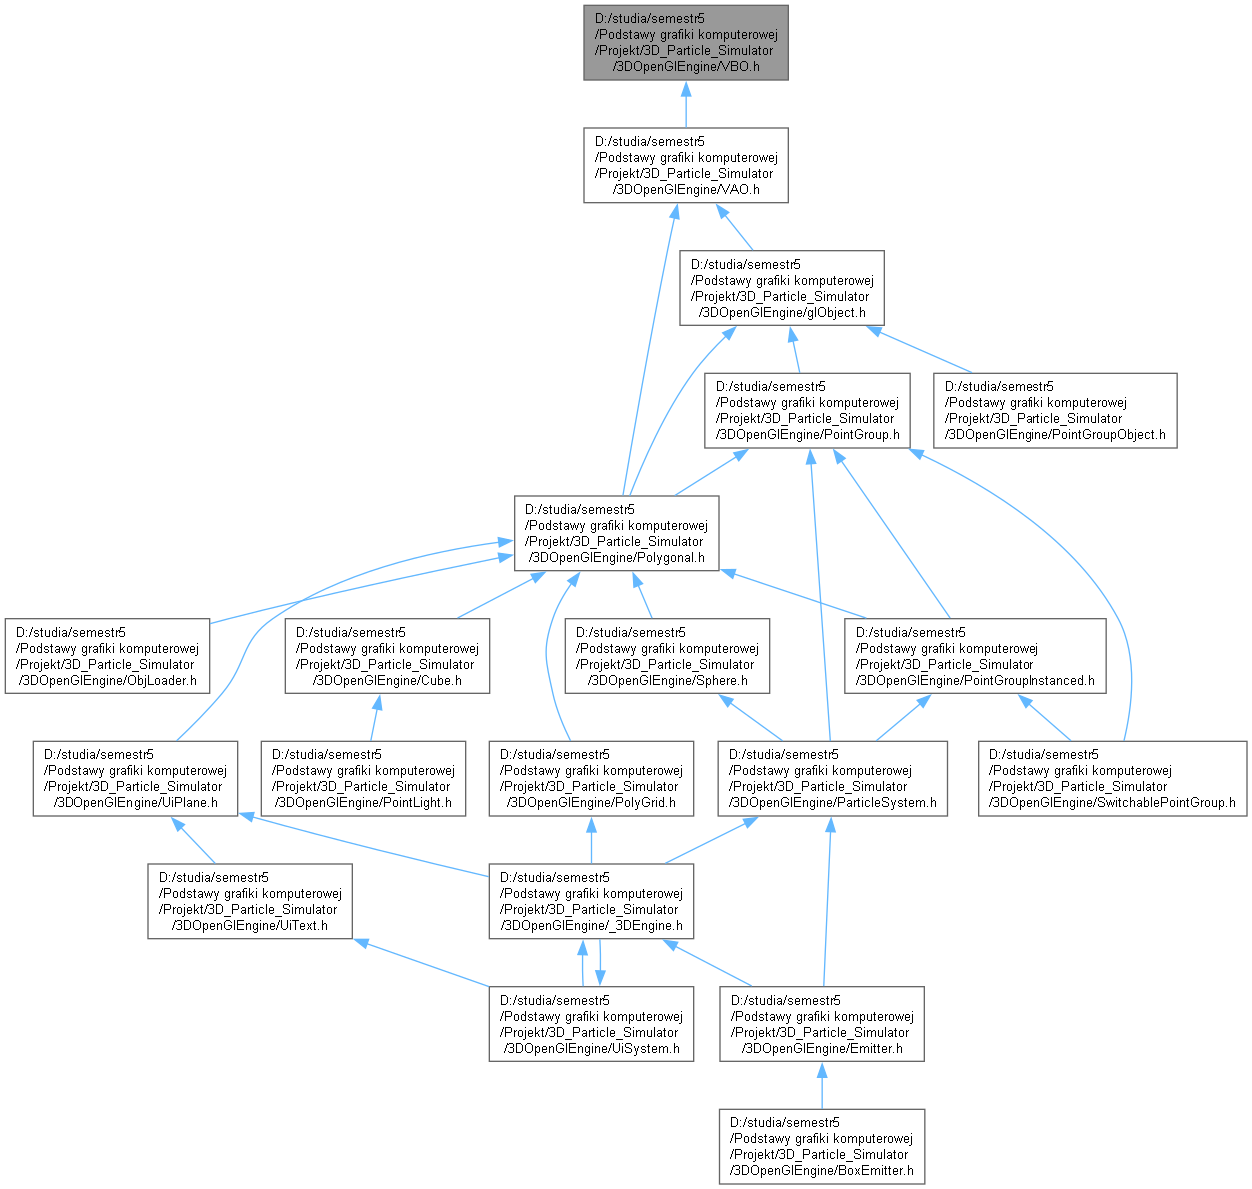 D:/studia/semestr5
/Podstawy grafiki komputerowej
/Projekt/3D_Particle_Simulator
/3DOpenGlEngine/VBO.h
D:/studia/semestr5
/Podstawy grafiki komputerowej
/Projekt/3D_Particle_Simulator
/3DOpenGlEngine/VAO.h
D:/studia/semestr5
/Podstawy grafiki komputerowej
/Projekt/3D_Particle_Simulator
/3DOpenGlEngine/glObject.h
D:/studia/semestr5
/Podstawy grafiki komputerowej
/Projekt/3D_Particle_Simulator
/3DOpenGlEngine/PointGroup.h
D:/studia/semestr5
/Podstawy grafiki komputerowej
/Projekt/3D_Particle_Simulator
/3DOpenGlEngine/PointGroupObject.h
D:/studia/semestr5
/Podstawy grafiki komputerowej
/Projekt/3D_Particle_Simulator
/3DOpenGlEngine/Polygonal.h
D:/studia/semestr5
/Podstawy grafiki komputerowej
/Projekt/3D_Particle_Simulator
/3DOpenGlEngine/ObjLoader.h
D:/studia/semestr5
/Podstawy grafiki komputerowej
/Projekt/3D_Particle_Simulator
/3DOpenGlEngine/Cube.h
D:/studia/semestr5
/Podstawy grafiki komputerowej
/Projekt/3D_Particle_Simulator
/3DOpenGlEngine/Sphere.h
D:/studia/semestr5
/Podstawy grafiki komputerowej
/Projekt/3D_Particle_Simulator
/3DOpenGlEngine/PointGroupInstanced.h
D:/studia/semestr5
/Podstawy grafiki komputerowej
/Projekt/3D_Particle_Simulator
/3DOpenGlEngine/UiPlane.h
D:/studia/semestr5
/Podstawy grafiki komputerowej
/Projekt/3D_Particle_Simulator
/3DOpenGlEngine/PointLight.h
D:/studia/semestr5
/Podstawy grafiki komputerowej
/Projekt/3D_Particle_Simulator
/3DOpenGlEngine/PolyGrid.h
D:/studia/semestr5
/Podstawy grafiki komputerowej
/Projekt/3D_Particle_Simulator
/3DOpenGlEngine/ParticleSystem.h
D:/studia/semestr5
/Podstawy grafiki komputerowej
/Projekt/3D_Particle_Simulator
/3DOpenGlEngine/SwitchablePointGroup.h
D:/studia/semestr5
/Podstawy grafiki komputerowej
/Projekt/3D_Particle_Simulator
/3DOpenGlEngine/UiText.h
D:/studia/semestr5
/Podstawy grafiki komputerowej
/Projekt/3D_Particle_Simulator
/3DOpenGlEngine/_3DEngine.h
D:/studia/semestr5
/Podstawy grafiki komputerowej
/Projekt/3D_Particle_Simulator
/3DOpenGlEngine/UiSystem.h
D:/studia/semestr5
/Podstawy grafiki komputerowej
/Projekt/3D_Particle_Simulator
/3DOpenGlEngine/Emitter.h
D:/studia/semestr5
/Podstawy grafiki komputerowej
/Projekt/3D_Particle_Simulator
/3DOpenGlEngine/BoxEmitter.h